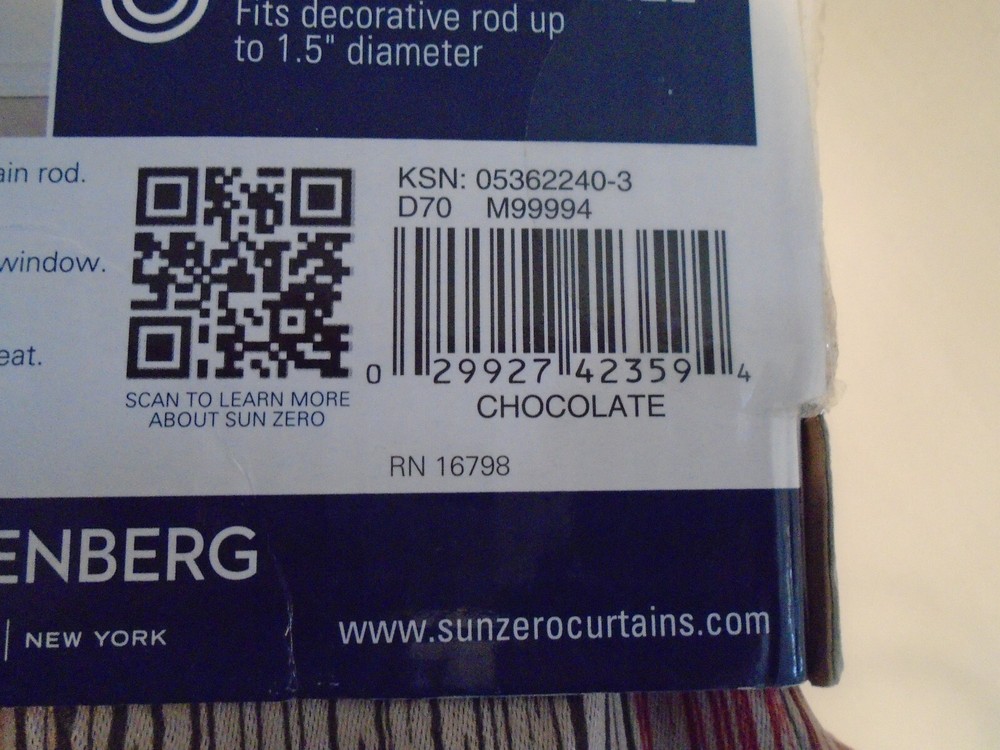 Fits decorative rod up
to 1.5" diameter
ain rod.
window.
eat.
KSN: 05362240-3
D70 M99994
0 29927 42359 4
CHOCOLATE
SCAN TO LEARN MORE
ABOUT SUN ZERO
RN 16798
ENBERG
NEW YORK
www.sunzerocurtains.com